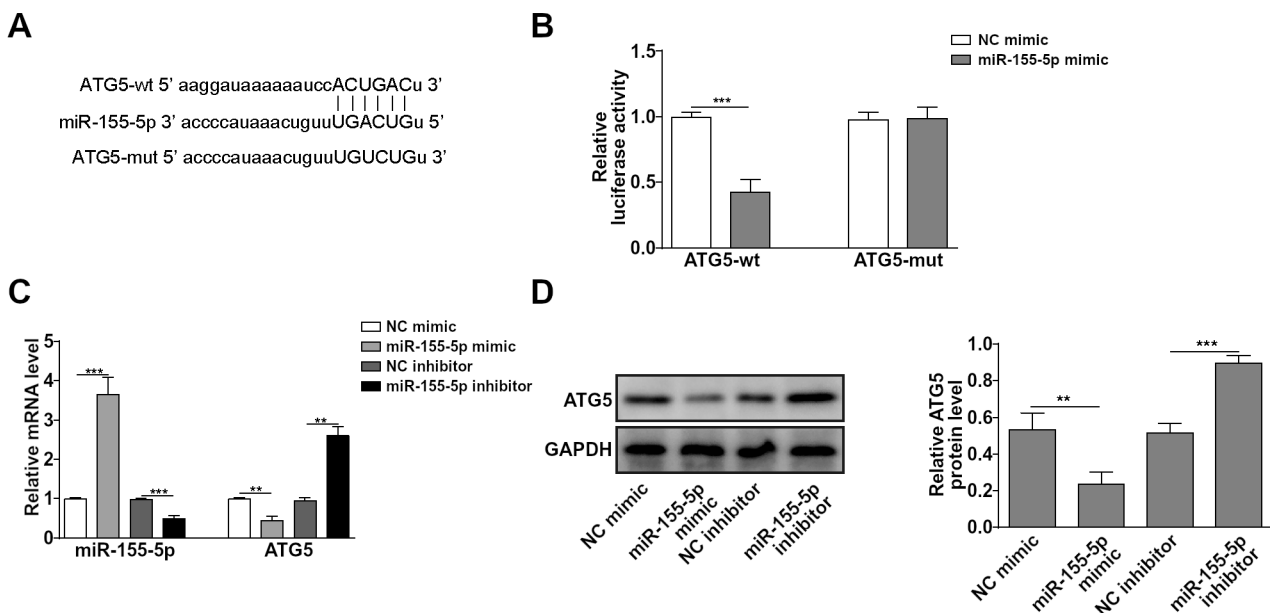 A
ATG5-wt 5’ aaggauaaaaaauccACUGACu 3’
miR-155-5p 3’ accccauaaacuguuUGACUGu 5’
ATG5-mut 5’ accccauaaacuguuUGUCUGu 3’
B
NC mimic
miR-155-5p mimic
Relative
luciferase activity
1.5
1.0
0.5
0.0
***
ATG5-wt
ATG5-mut
C
NC mimic
miR-155-5p mimic
NC inhibitor
miR-155-5p inhibitor
Relative mRNA level
5
4
3
2
1
0
***
***
**
**
miR-155-5p
ATG5
D
ATG5
GAPDH
NC mimic
miR-155-5p
mimic
NC inhibitor
miR-155-5p
inhibitor
Relative ATG5
protein level
1.0
0.8
0.6
0.4
0.2
0.0
**
***
NC mimic
miR-155-5p
mimic
NC inhibitor
miR-155-5p
inhibitor